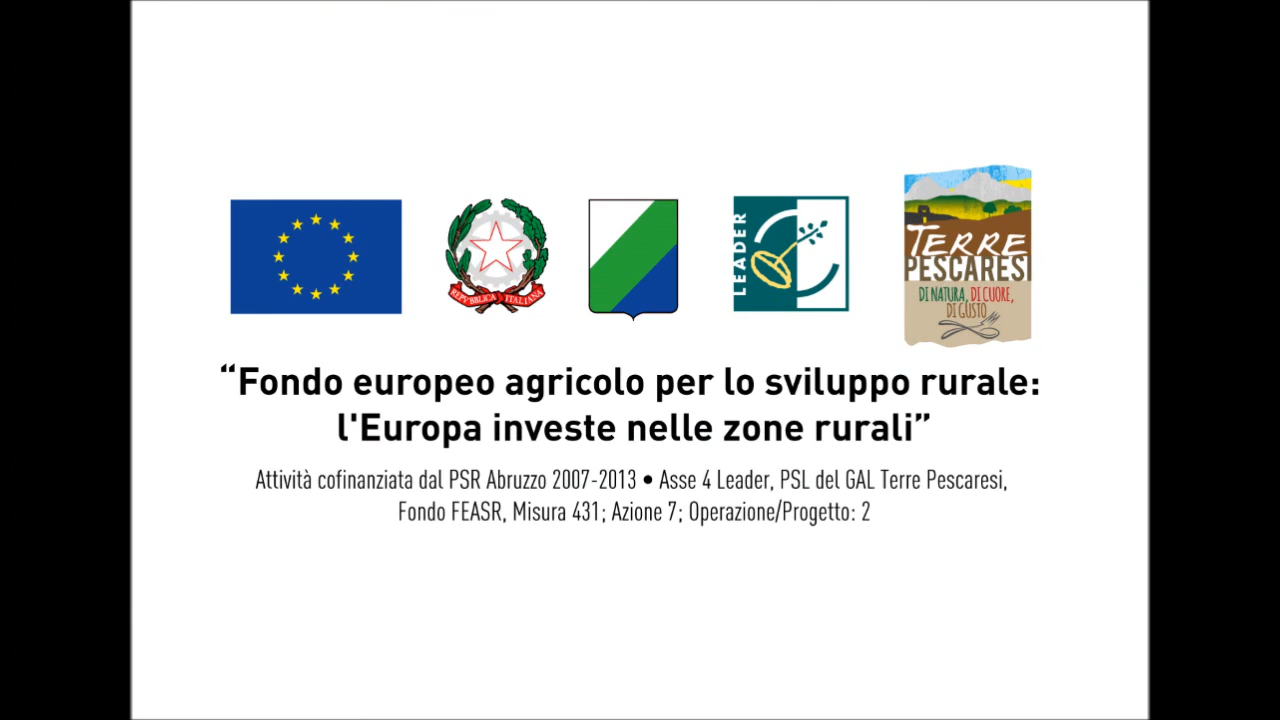 REPVBBLICA ITALIANA
LEADER
TERRE
PESCARESI
DI NATURA, DI CUORE,
DI GUSTO
“Fondo europeo agricolo per lo sviluppo rurale:
l'Europa investe nelle zone rurali”
Attività cofinanziata dal PSR Abruzzo 2007-2013 • Asse 4 Leader, PSL del GAL Terre Pescaresi,
Fondo FEASR, Misura 431; Azione 7; Operazione/Progetto: 2